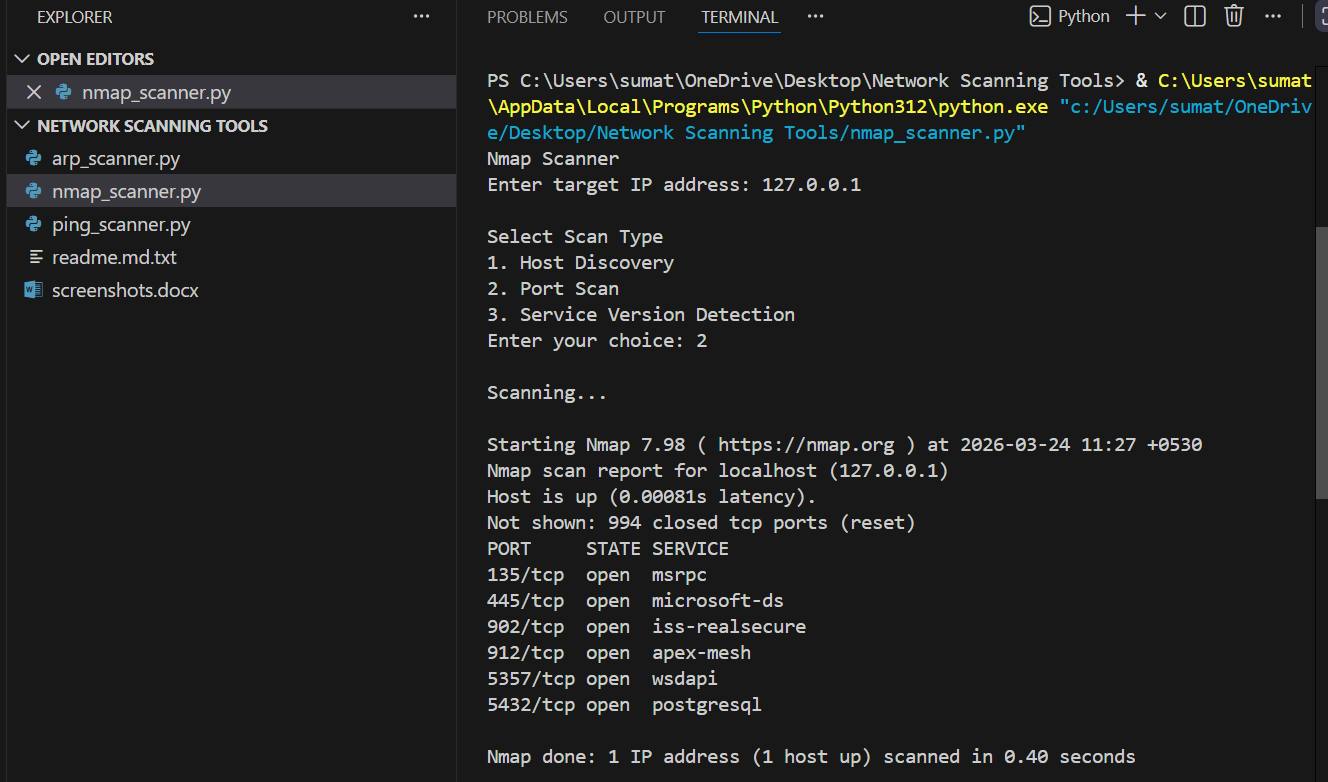 EXPLORER
OPEN EDITORS
nmap_scanner.py
NETWORK SCANNING TOOLS
arp_scanner.py
nmap_scanner.py
ping_scanner.py
readme.md.txt
screenshots.docx
PROBLEMS OUTPUT TERMINAL
Python
PS C:\Users\sumat\OneDrive\Desktop\Network Scanning Tools> & C:\Users\sumat
\AppData\Local\Programs\Python\Python312\python.exe "c:/Users/sumat/OneDriv
e/Desktop/Network Scanning Tools/nmap_scanner.py"
Nmap Scanner
Enter target IP address: 127.0.0.1
Select Scan Type
1. Host Discovery
2. Port Scan
3. Service Version Detection
Enter your choice: 2
Scanning...
Starting Nmap 7.98 ( https://nmap.org ) at 2026-03-24 11:27 +0530
Nmap scan report for localhost (127.0.0.1)
Host is up (0.00081s latency).
Not shown: 994 closed tcp ports (reset)
PORT     STATE SERVICE
135/tcp  open  msrpc
445/tcp  open  microsoft-ds
902/tcp  open  iss-realsecure
912/tcp  open  apex-mesh
5357/tcp open  wsdapi
5432/tcp open  postgresql
Nmap done: 1 IP address (1 host up) scanned in 0.40 seconds